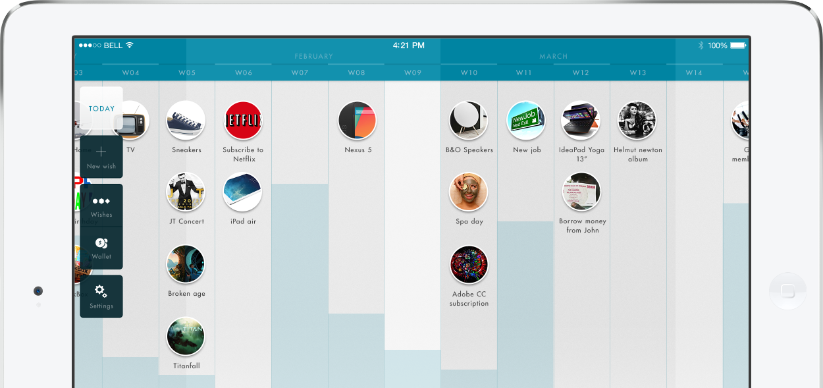 ●●●○○ BELL 4:21 PM 100%
FEBRUARY MARCH
03 W04 W05 W06 W07 W08 W09 W10 W11 W12 W13 W14
TODAY
New wish
Wishes
Wallet
Settings
TV
Sneakers
NETFLIX
Subscribe to
Netflix
Nexus 5
B&O Speakers
New job
IdeaPad Yoga
13"
Helmut newton
album
JT Concert
iPad air
Spa day
Borrow money
from John
Broken age
Adobe CC
subscription
Titanfall